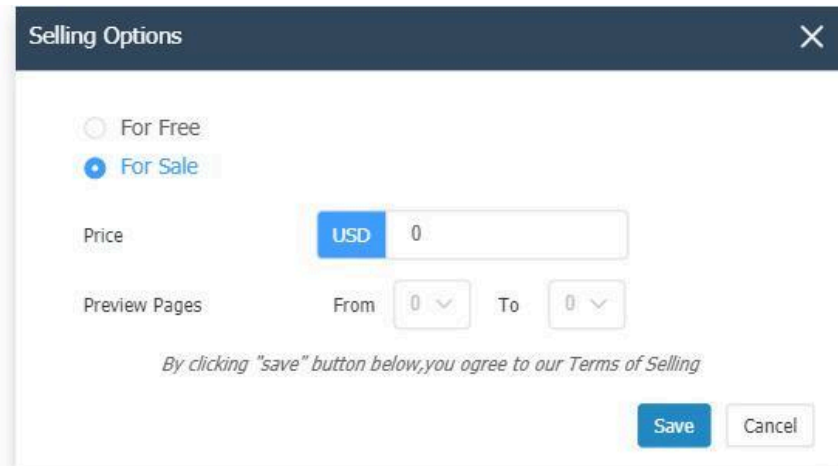 Selling Options
For Free
For Sale
Price USD 0
Preview Pages From 0 To 0
By clicking "save" button below,you ogree to our Terms of Selling
Save Cancel